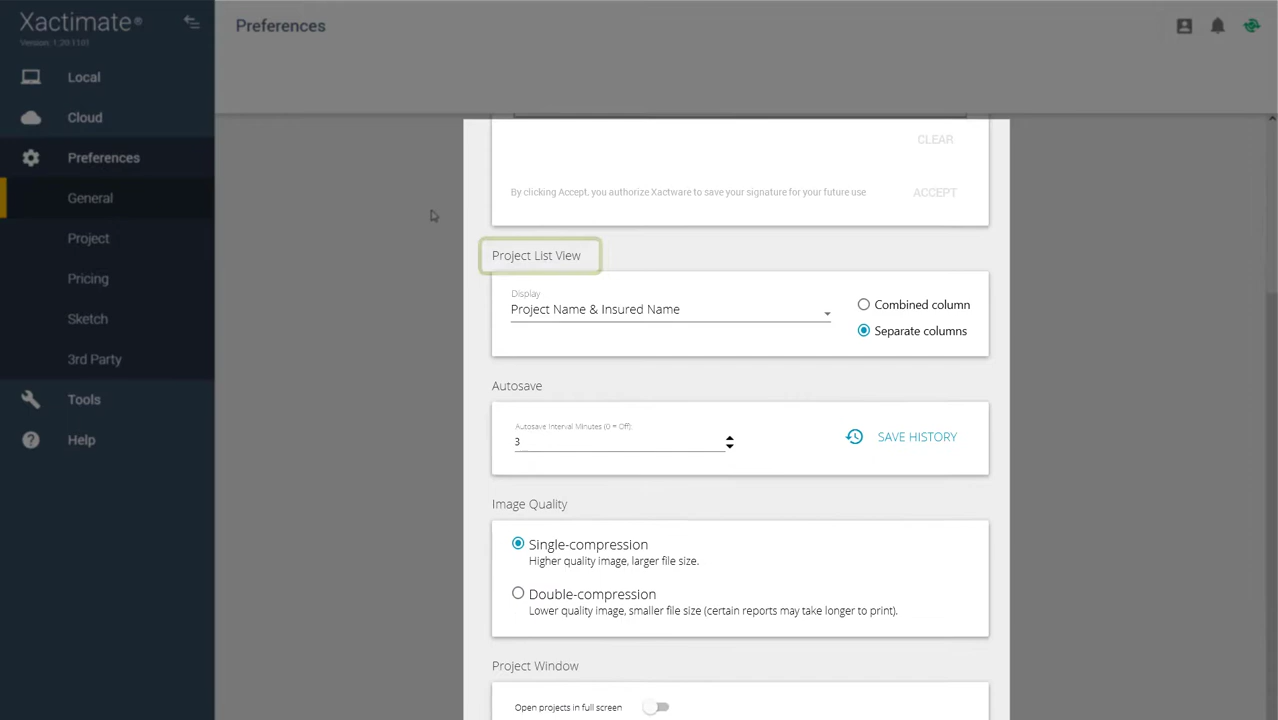 Xactimate®
Preferences
Local
Cloud
Preferences
General
Project
Pricing
Sketch
3rd Party
Tools
Help
CLEAR
By clicking Accept, you authorize Xactware to save your signature for your future use
ACCEPT
Project List View
Display
Project Name & Insured Name
Combined column
Separate columns
Autosave
Autosave Interval Minutes (0 = Off):
3
SAVE HISTORY
Image Quality
Single-compression
Higher quality image, larger file size.
Double-compression
Lower quality image, smaller file size (certain reports may take longer to print).
Project Window
Open projects in full screen